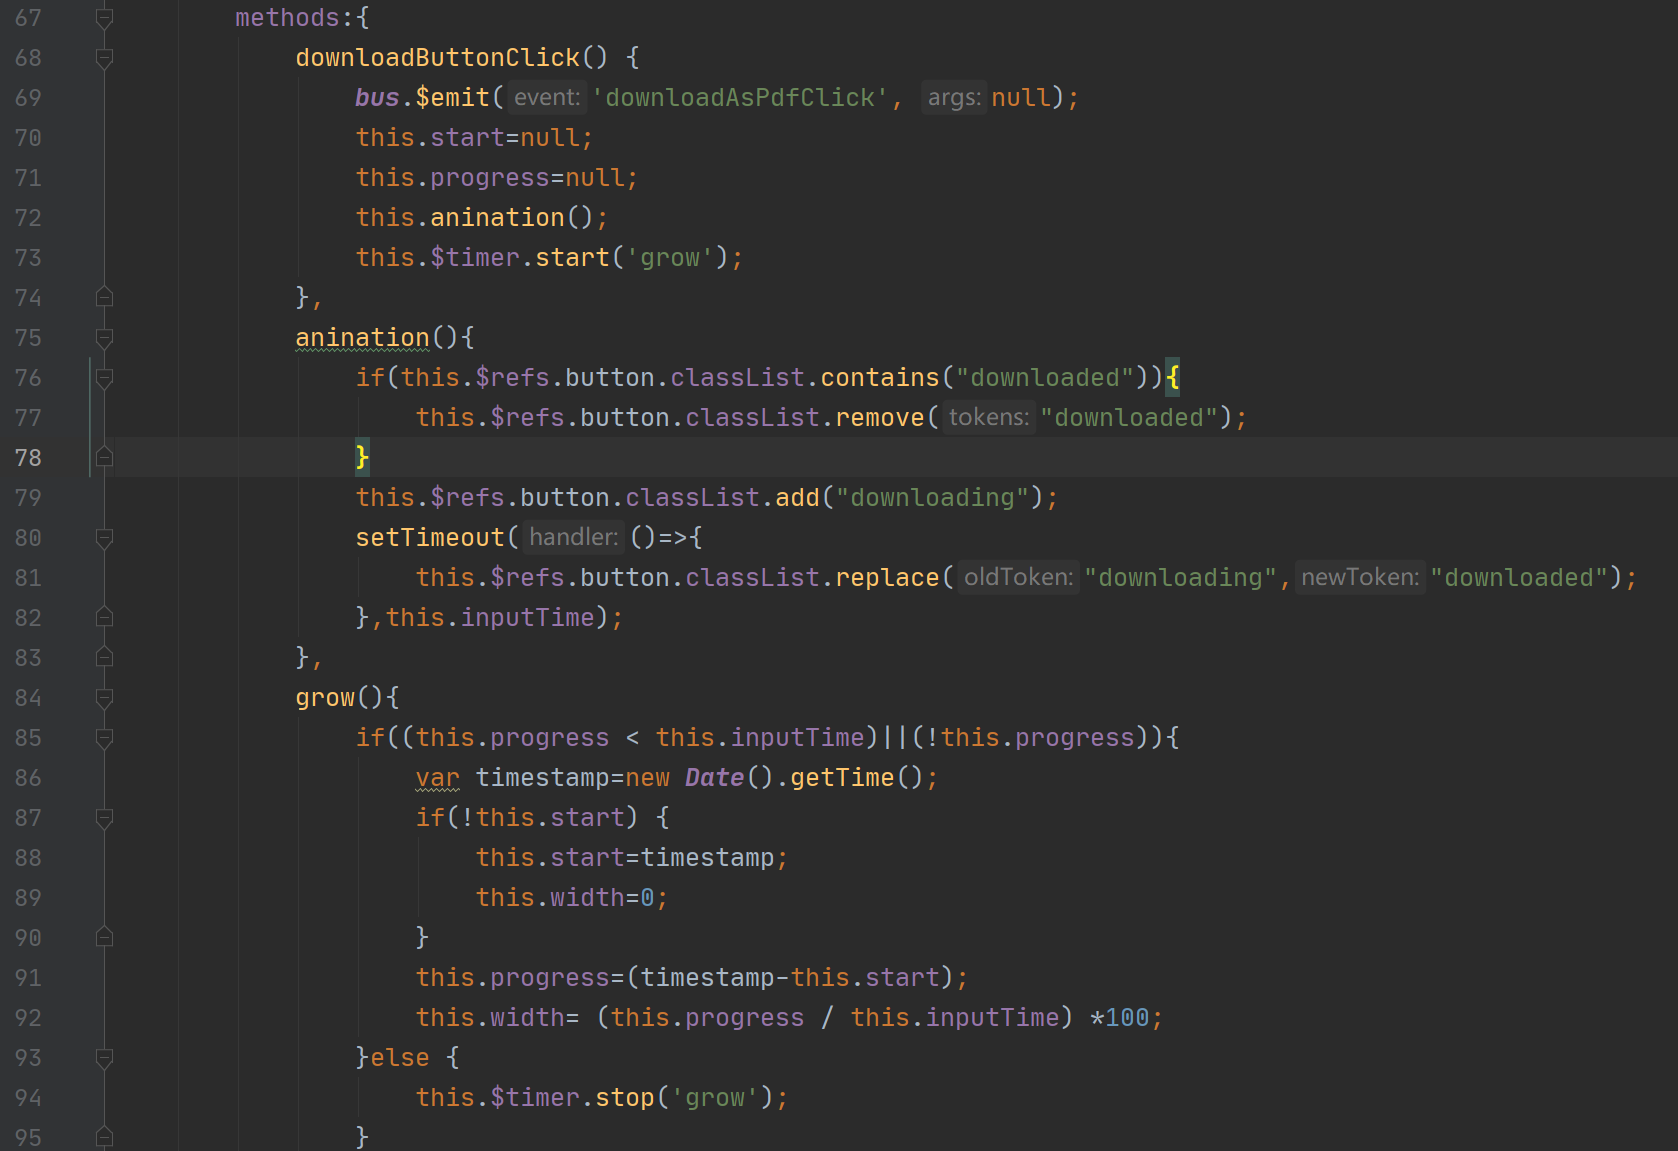 67 methods:{
68 downloadButtonClick() {
69 bus.$emit( event: 'downloadAsPdfClick', args: null);
70 this.start=null;
71 this.progress=null;
72 this.anination();
73 this.$timer.start('grow');
74 },
75 anination(){
76 if(this.$refs.button.classList.contains("downloaded")){
77 this.$refs.button.classList.remove( tokens: "downloaded");
78 }
79 this.$refs.button.classList.add("downloading");
80 setTimeout( handler: ()=>{
81 this.$refs.button.classList.replace( oldToken: "downloading", newToken: "downloaded");
82 },this.inputTime);
83 },
84 grow(){
85 if((this.progress < this.inputTime)||(!this.progress)){
86 var timestamp=new Date().getTime();
87 if(!this.start) {
88 this.start=timestamp;
89 this.width=0;
90 }
91 this.progress=(timestamp-this.start);
92 this.width= (this.progress / this.inputTime) *100;
93 }else {
94 this.$timer.stop('grow');
95 }